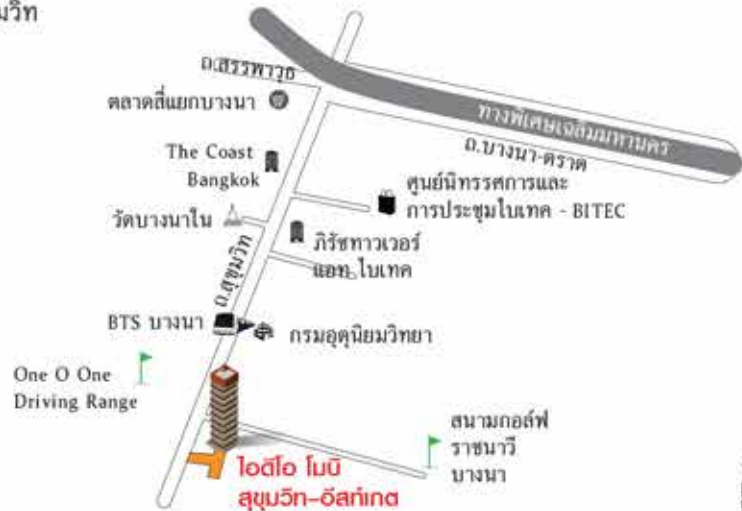 มวิท
ถ.สรรพาวุธ
ตลาดสี่แยกบางนา
ทางพิเศษเฉลิมมหานคร
ถ.บางนา-ตราด
The Coast
Bangkok
ศูนย์นิทรรศการและ
การประชุมไบเทค - BITEC
วัดบางนาใน
ภิรัชทาวเวอร์
แอท ไบเทค
ถ.สุขุมวิท
BTS บางนา
กรมอุตุนิยมวิทยา
One O One
Driving Range
สนามกอล์ฟ
ราชนาวี
บางนา
ไอดีโอ โมบิ
สุขุมวิท-อีสท์เกต